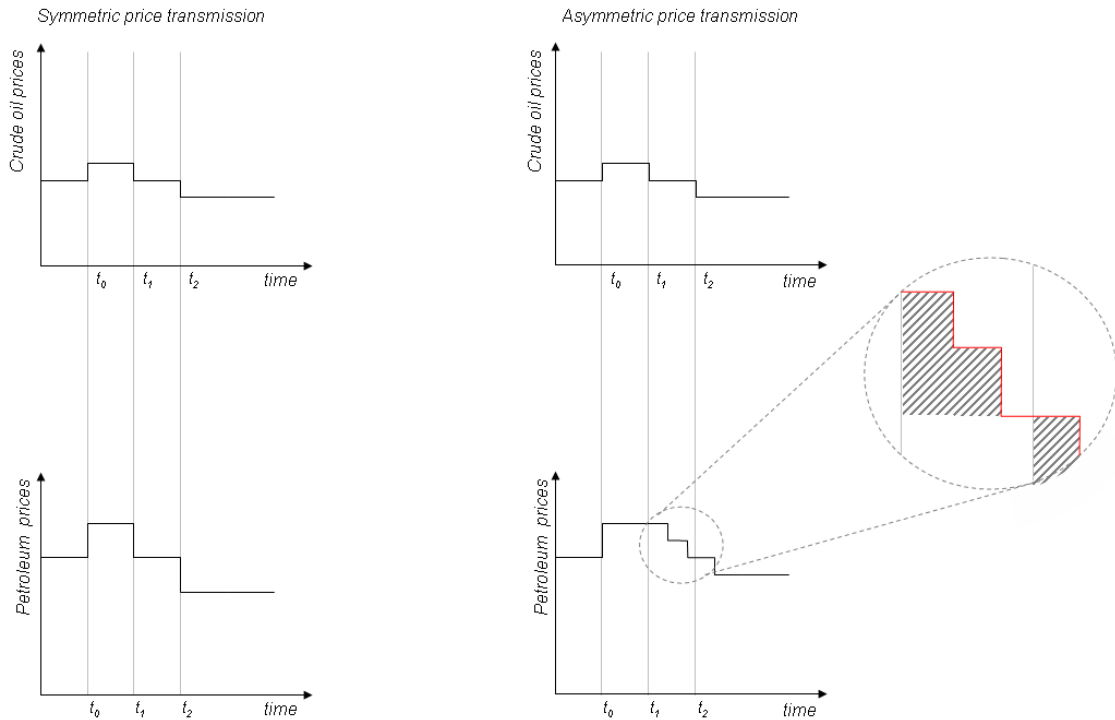 Symmetric price transmission
Asymmetric price transmission
Crude oil prices
t0 t1 t2 time
Crude oil prices
t0 t1 t2 time
Petroleum prices
t0 t1 t2 time
Petroleum prices
t0 t1 t2 time